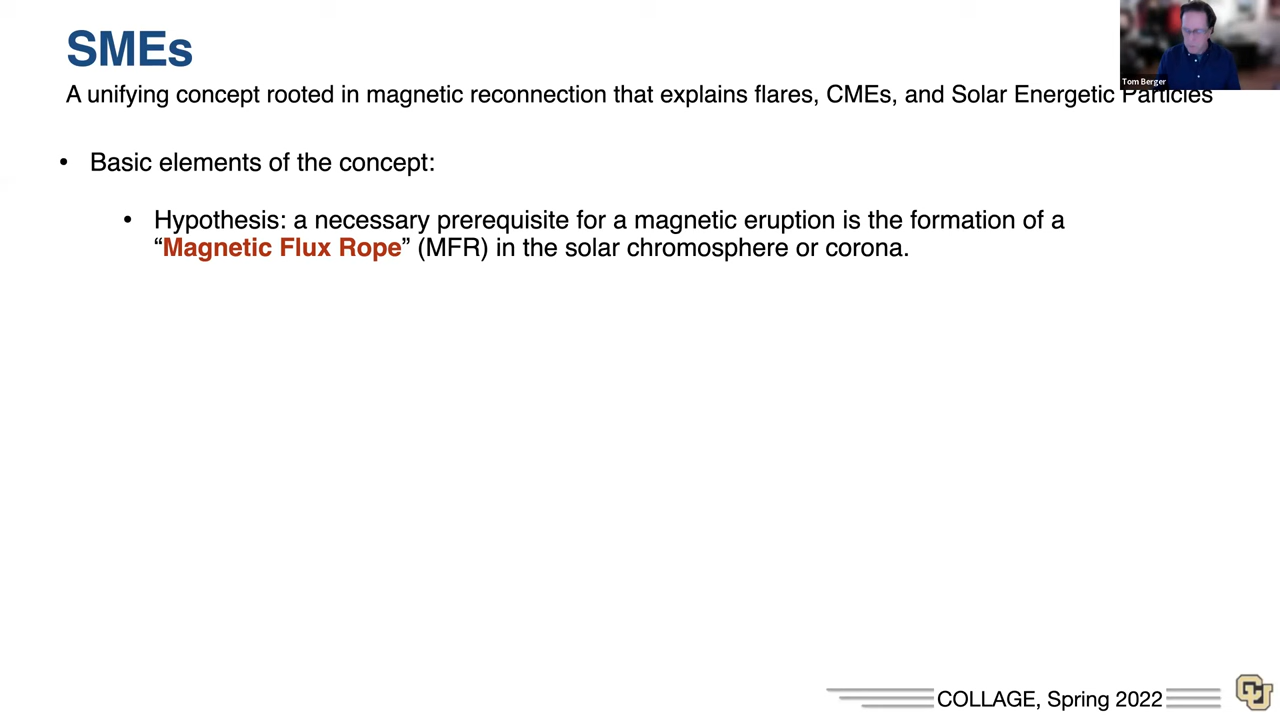 SMEs
A unifying concept rooted in magnetic reconnection that explains flares, CMEs, and Solar Energetic Particles
• Basic elements of the concept:
• Hypothesis: a necessary prerequisite for a magnetic eruption is the formation of a
“Magnetic Flux Rope” (MFR) in the solar chromosphere or corona.
Tom Berger
COLLAGE, Spring 2022
CU